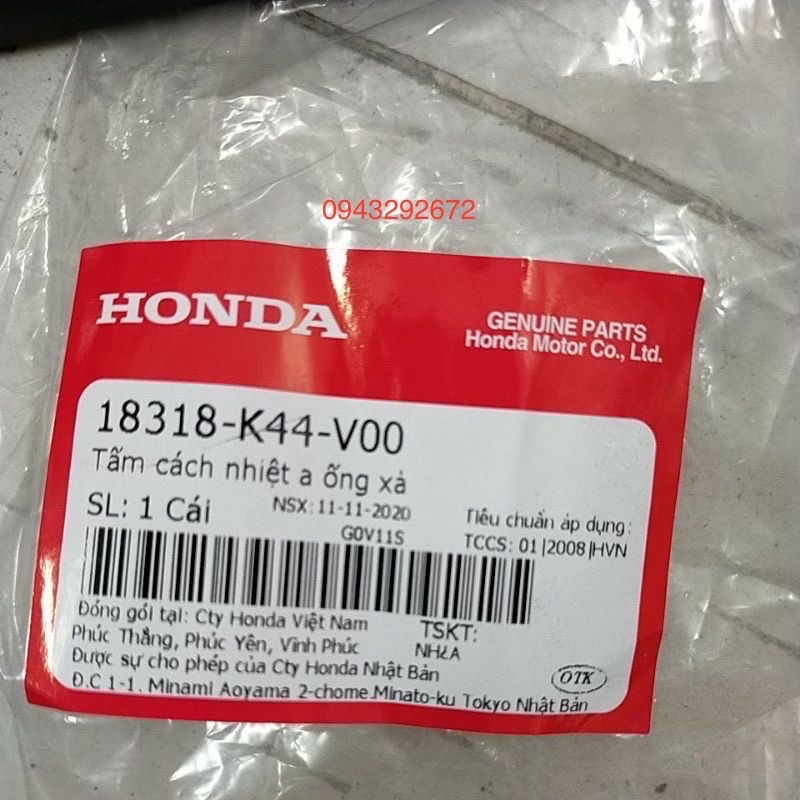 0943292672
HONDA
GENUINE PARTS
Honda Motor Co., Ltd.
18318-K44-V00
Tấm cách nhiệt a ống xả
SL: 1 Cái
NSX: 11-11-2020
Tiêu chuẩn áp dụng:
G0V11S
TCCS: 01|2008|HVN
Đóng gói tại: Cty Honda Việt Nam
Phúc Thắng, Phúc Yên, Vĩnh Phúc
TSKT:
NHỰA
Được sự cho phép của Cty Honda Nhật Bản
Đ.C 1-1. Minami Aoyama 2-chome.Minato-ku Tokyo Nhật Bản
OTK